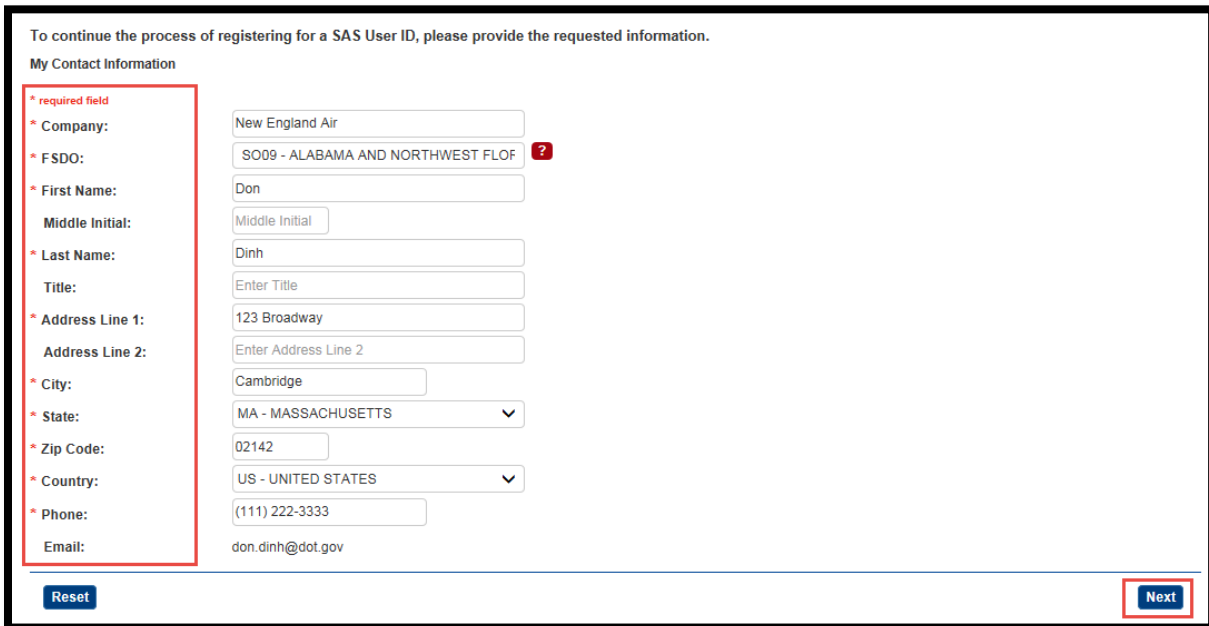 To continue the process of registering for a SAS User ID, please provide the requested information.
My Contact Information
* required field
* Company: New England Air
* FSDO: SO09 - ALABAMA AND NORTHWEST FLOR ?
* First Name: Don
Middle Initial: Middle Initial
* Last Name: Dinh
Title: Enter Title
* Address Line 1: 123 Broadway
Address Line 2: Enter Address Line 2
* City: Cambridge
* State: MA - MASSACHUSETTS
* Zip Code: 02142
* Country: US - UNITED STATES
* Phone: (111) 222-3333
Email: don.dinh@dot.gov
Reset Next